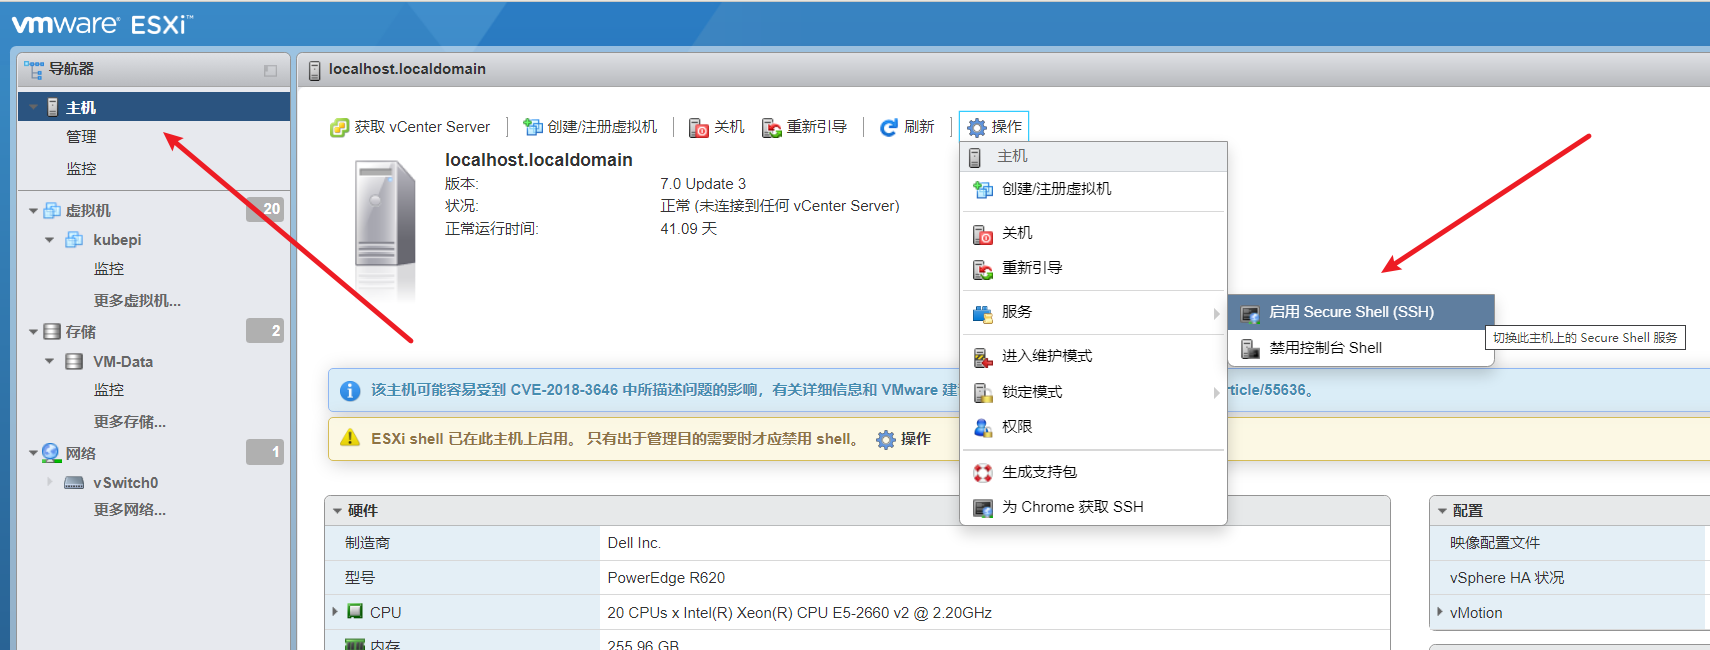 vmware ESXi™
导航器
localhost.localdomain
主机
管理
监控
虚拟机 20
kubepi
监控
更多虚拟机...
存储 2
VM-Data
监控
更多存储...
网络 1
vSwitch0
更多网络...
获取 vCenter Server
创建/注册虚拟机
关机
重新引导
刷新
操作
localhost.localdomain
版本: 7.0 Update 3
状况: 正常 (未连接到任何 vCenter Server)
正常运行时间: 41.09 天
主机
创建/注册虚拟机
关机
重新引导
服务
进入维护模式
锁定模式
权限
生成支持包
为 Chrome 获取 SSH
启用 Secure Shell (SSH)
禁用控制台 Shell
切换此主机上的 Secure Shell 服务
该主机可能容易受到 CVE-2018-3646 中所描述问题的影响，有关详细信息和 VMware 建 rticle/55636。
ESXi shell 已在此主机上启用。 只有出于管理目的需要时才应禁用 shell。 操作
硬件
制造商 Dell Inc.
型号 PowerEdge R620
CPU 20 CPUs x Intel(R) Xeon(R) CPU E5-2660 v2 @ 2.20GHz
内存 255.96 GB
配置
映像配置文件
vSphere HA 状况
vMotion